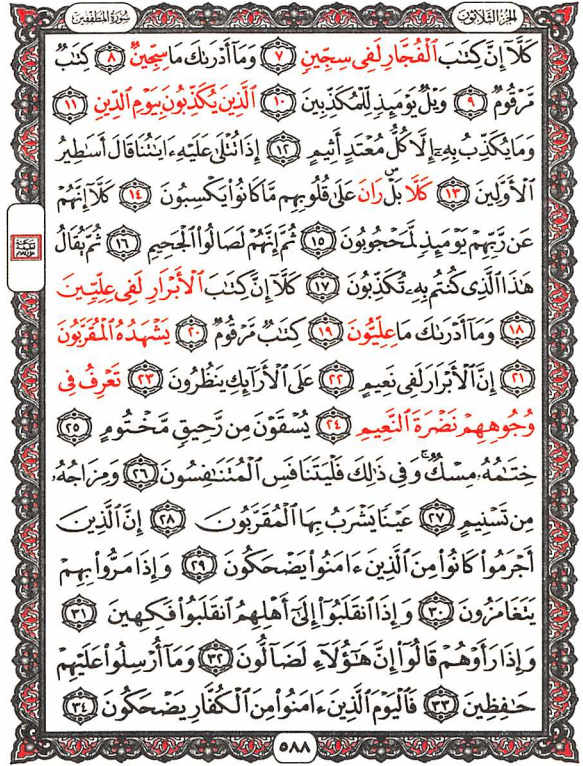 الجزء الثلاثون
سورة المطففين
كَلَّآ إِنَّ كِتَٰبَ ٱلْفُجَّارِ لَفِى سِجِّينٍ ٧ وَمَآ أَدْرَىٰكَ مَا سِجِّينٌ ٨ كِتَٰبٌ
مَّرْقُومٌ ٩ وَيْلٌ يَوْمَئِذٍ لِّلْمُكَذِّبِينَ ١٠ ٱلَّذِينَ يُكَذِّبُونَ بِيَوْمِ ٱلدِّينِ ١١
وَمَا يُكَذِّبُ بِهِۦٓ إِلَّا كُلُّ مُعْتَدٍ أَثِيمٍ ١٢ إِذَا تُتْلَىٰ عَلَيْهِ ءَايَٰتُنَا قَالَ أَسَٰطِيرُ
ٱلْأَوَّلِينَ ١٣ كَلَّا بَلْ ۜ رَانَ عَلَىٰ قُلُوبِهِم مَّا كَانُوا۟ يَكْسِبُونَ ١٤ كَلَّآ إِنَّهُمْ
عَن رَّبِّهِمْ يَوْمَئِذٍ لَّمَحْجُوبُونَ ١٥ ثُمَّ إِنَّهُمْ لَصَالُوا۟ ٱلْجَحِيمِ ١٦ ثُمَّ يُقَالُ
هَٰذَا ٱلَّذِى كُنتُم بِهِۦ تُكَذِّبُونَ ١٧ كَلَّآ إِنَّ كِتَٰبَ ٱلْأَبْرَارِ لَفِى عِلِّيِّينَ
١٨ وَمَآ أَدْرَىٰكَ مَا عِلِّيُّونَ ١٩ كِتَٰبٌ مَّرْقُومٌ ٢٠ يَشْهَدُهُ ٱلْمُقَرَّبُونَ
٢١ إِنَّ ٱلْأَبْرَارَ لَفِى نَعِيمٍ ٢٢ عَلَى ٱلْأَرَآئِكِ يَنظُرُونَ ٢٣ تَعْرِفُ فِى
وُجُوهِهِمْ نَضْرَةَ ٱلنَّعِيمِ ٢٤ يُسْقَوْنَ مِن رَّحِيقٍ مَّخْتُومٍ ٢٥
خِتَٰمُهُۥ مِسْكٌ ۚ وَفِى ذَٰلِكَ فَلْيَتَنَافَسِ ٱلْمُتَنَٰفِسُونَ ٢٦ وَمِزَاجُهُۥ
مِن تَسْنِيمٍ ٢٧ عَيْنًا يَشْرَبُ بِهَا ٱلْمُقَرَّبُونَ ٢٨ إِنَّ ٱلَّذِينَ
أَجْرَمُوا۟ كَانُوا۟ مِنَ ٱلَّذِينَ ءَامَنُوا۟ يَضْحَكُونَ ٢٩ وَإِذَا مَرُّوا۟ بِهِمْ
يَتَغَامَزُونَ ٣٠ وَإِذَا ٱنقَلَبُوٓا۟ إِلَىٰٓ أَهْلِهِمُ ٱنقَلَبُوا۟ فَكِهِينَ ٣١
وَإِذَا رَأَوْهُمْ قَالُوٓا۟ إِنَّ هَٰٓؤُلَآءِ لَضَآلُّونَ ٣٢ وَمَآ أُرْسِلُوا۟ عَلَيْهِمْ
حَٰفِظِينَ ٣٣ فَٱلْيَوْمَ ٱلَّذِينَ ءَامَنُوا۟ مِنَ ٱلْكُفَّارِ يَضْحَكُونَ ٣٤
٥٨٨